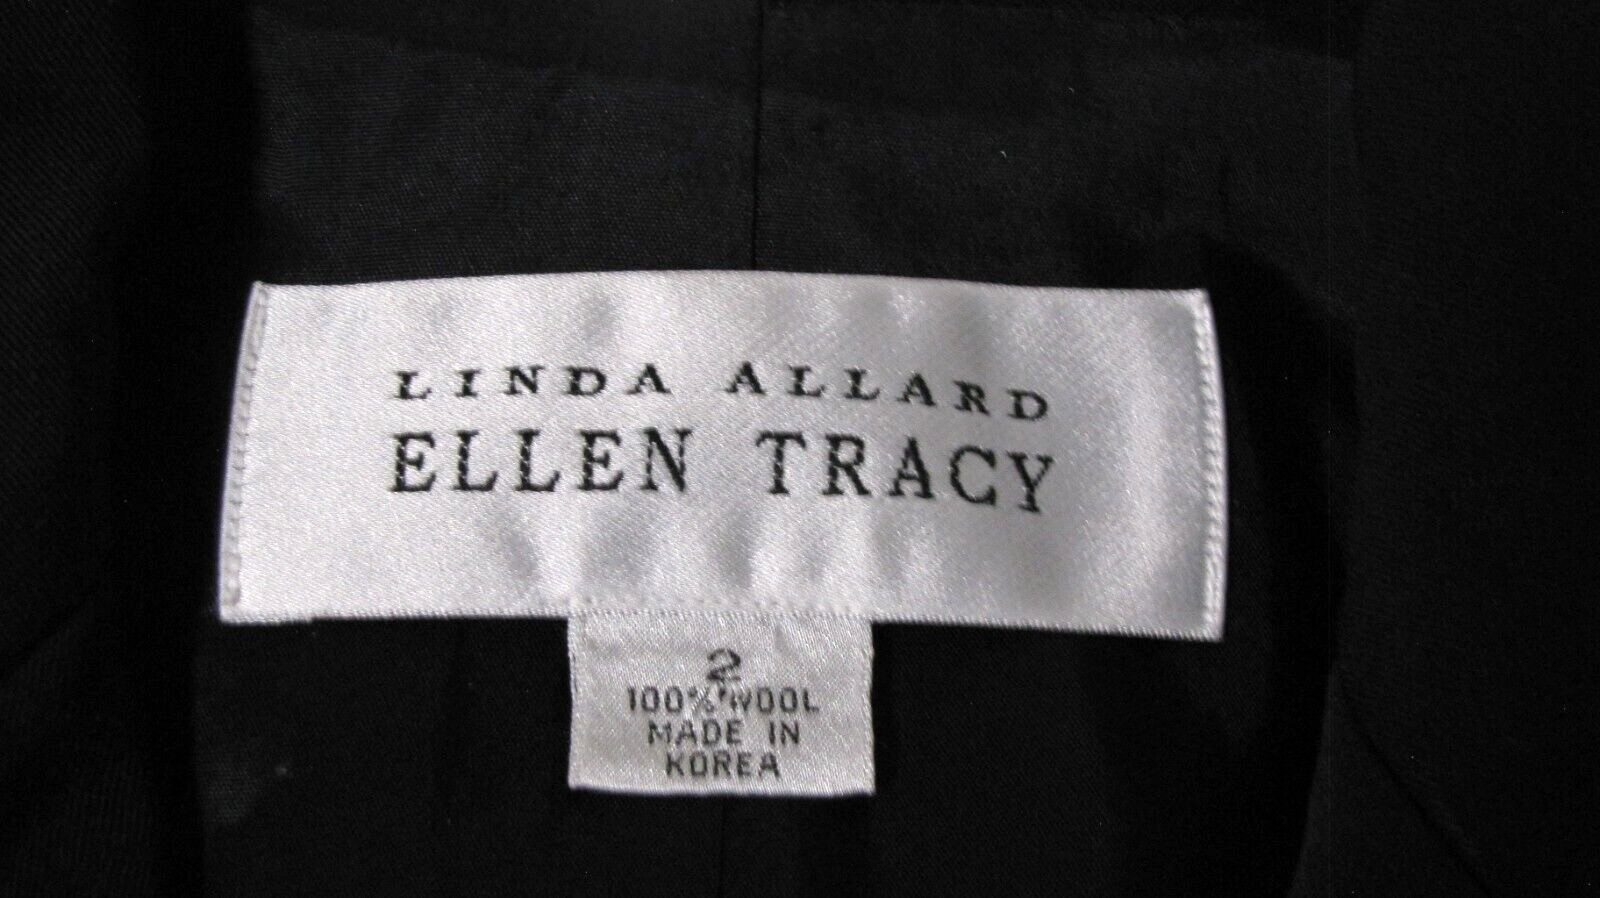 LINDA ALLARD
ELLEN TRACY
2
100% WOOL
MADE IN
KOREA